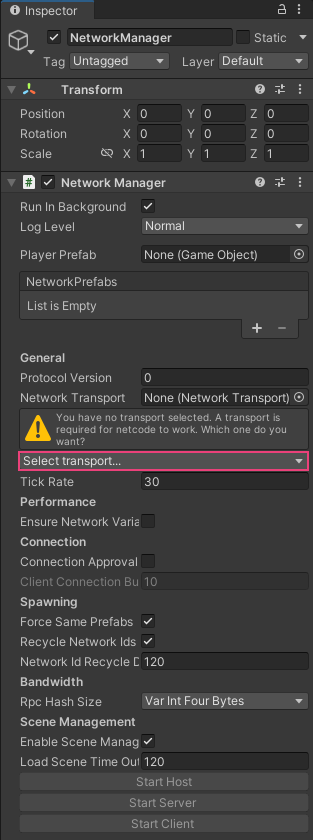 Inspector
NetworkManager Static
Tag Untagged Layer Default
Transform
Position X 0 Y 0 Z 0
Rotation X 0 Y 0 Z 0
Scale X 1 Y 1 Z 1
# Network Manager
Run In Background
Log Level Normal
Player Prefab None (Game Object)
NetworkPrefabs
List is Empty
+ −
General
Protocol Version 0
Network Transport None (Network Transport)
You have no transport selected. A transport is
required for netcode to work. Which one do you
want?
Select transport...
Tick Rate 30
Performance
Ensure Network Varia
Connection
Connection Approval
Client Connection Bu 10
Spawning
Force Same Prefabs
Recycle Network Ids
Network Id Recycle D 120
Bandwidth
Rpc Hash Size Var Int Four Bytes
Scene Management
Enable Scene Manag
Load Scene Time Out 120
Start Host
Start Server
Start Client